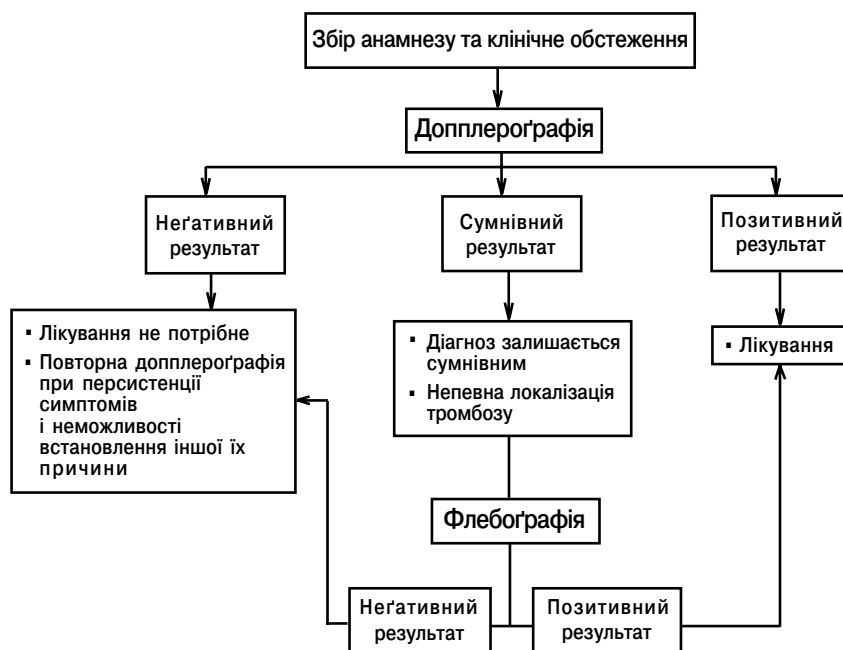 Збір анамнезу та клінічне обстеження
Допплероґрафія
Неґативний
результат
Сумнівний
результат
Позитивний
результат
▪ Лікування не потрібне
▪ Повторна допплероґрафія
при персистенції
симптомів
і неможливості
встановлення іншої їх
причини
▪ Діагноз залишається
сумнівним
▪ Непевна локалізація
тромбозу
▪ Лікування
Флебоґрафія
Неґативний
результат
Позитивний
результат